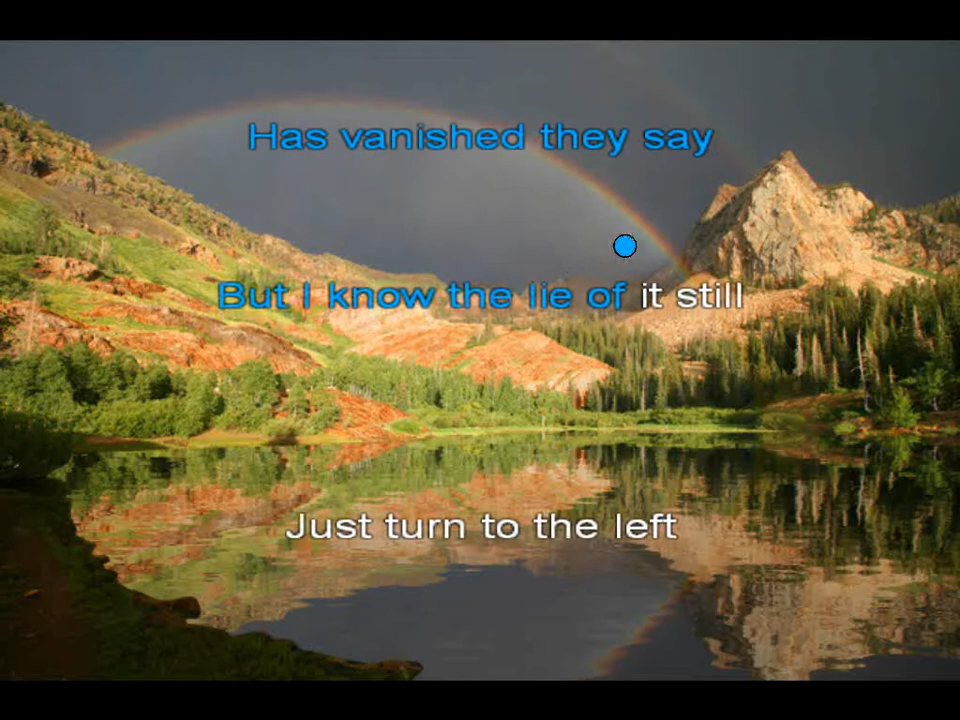 Has vanished they say
But I know the lie of it still
Just turn to the left